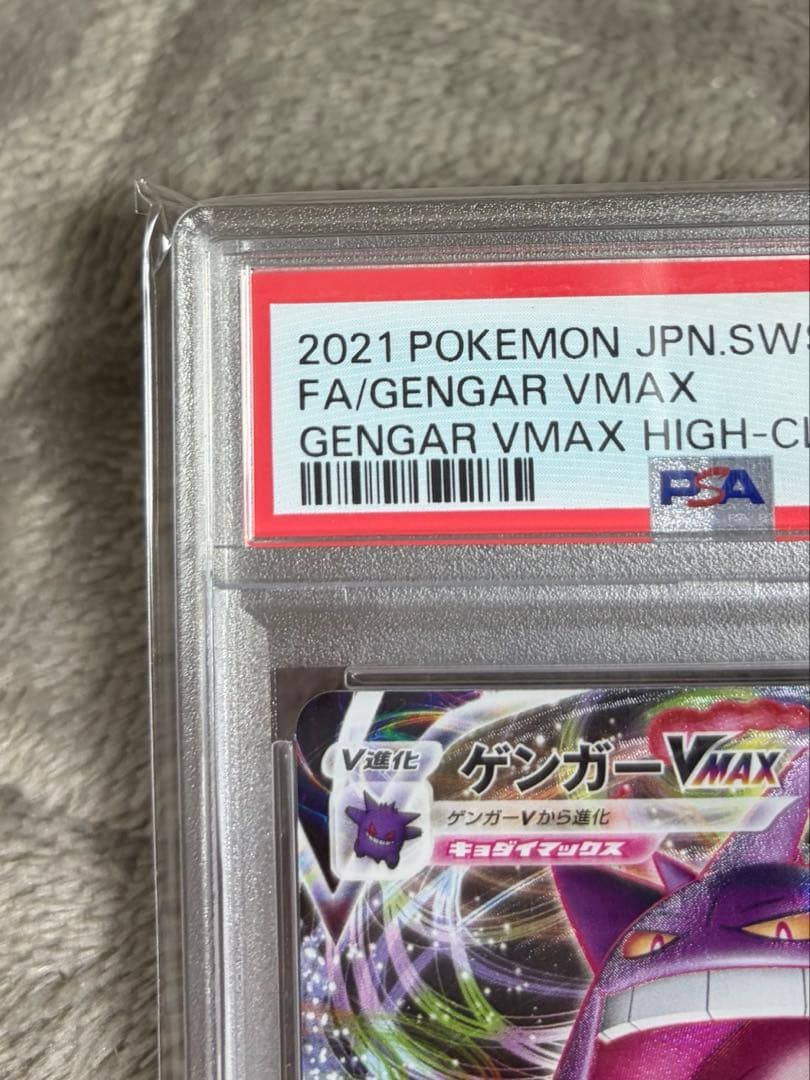 2021 POKEMON JPN.SWS
FA/GENGAR VMAX
GENGAR VMAX HIGH-CL
PSA
V進化
ゲンガーVMAX
ゲンガーVから進化
キョダイマックス